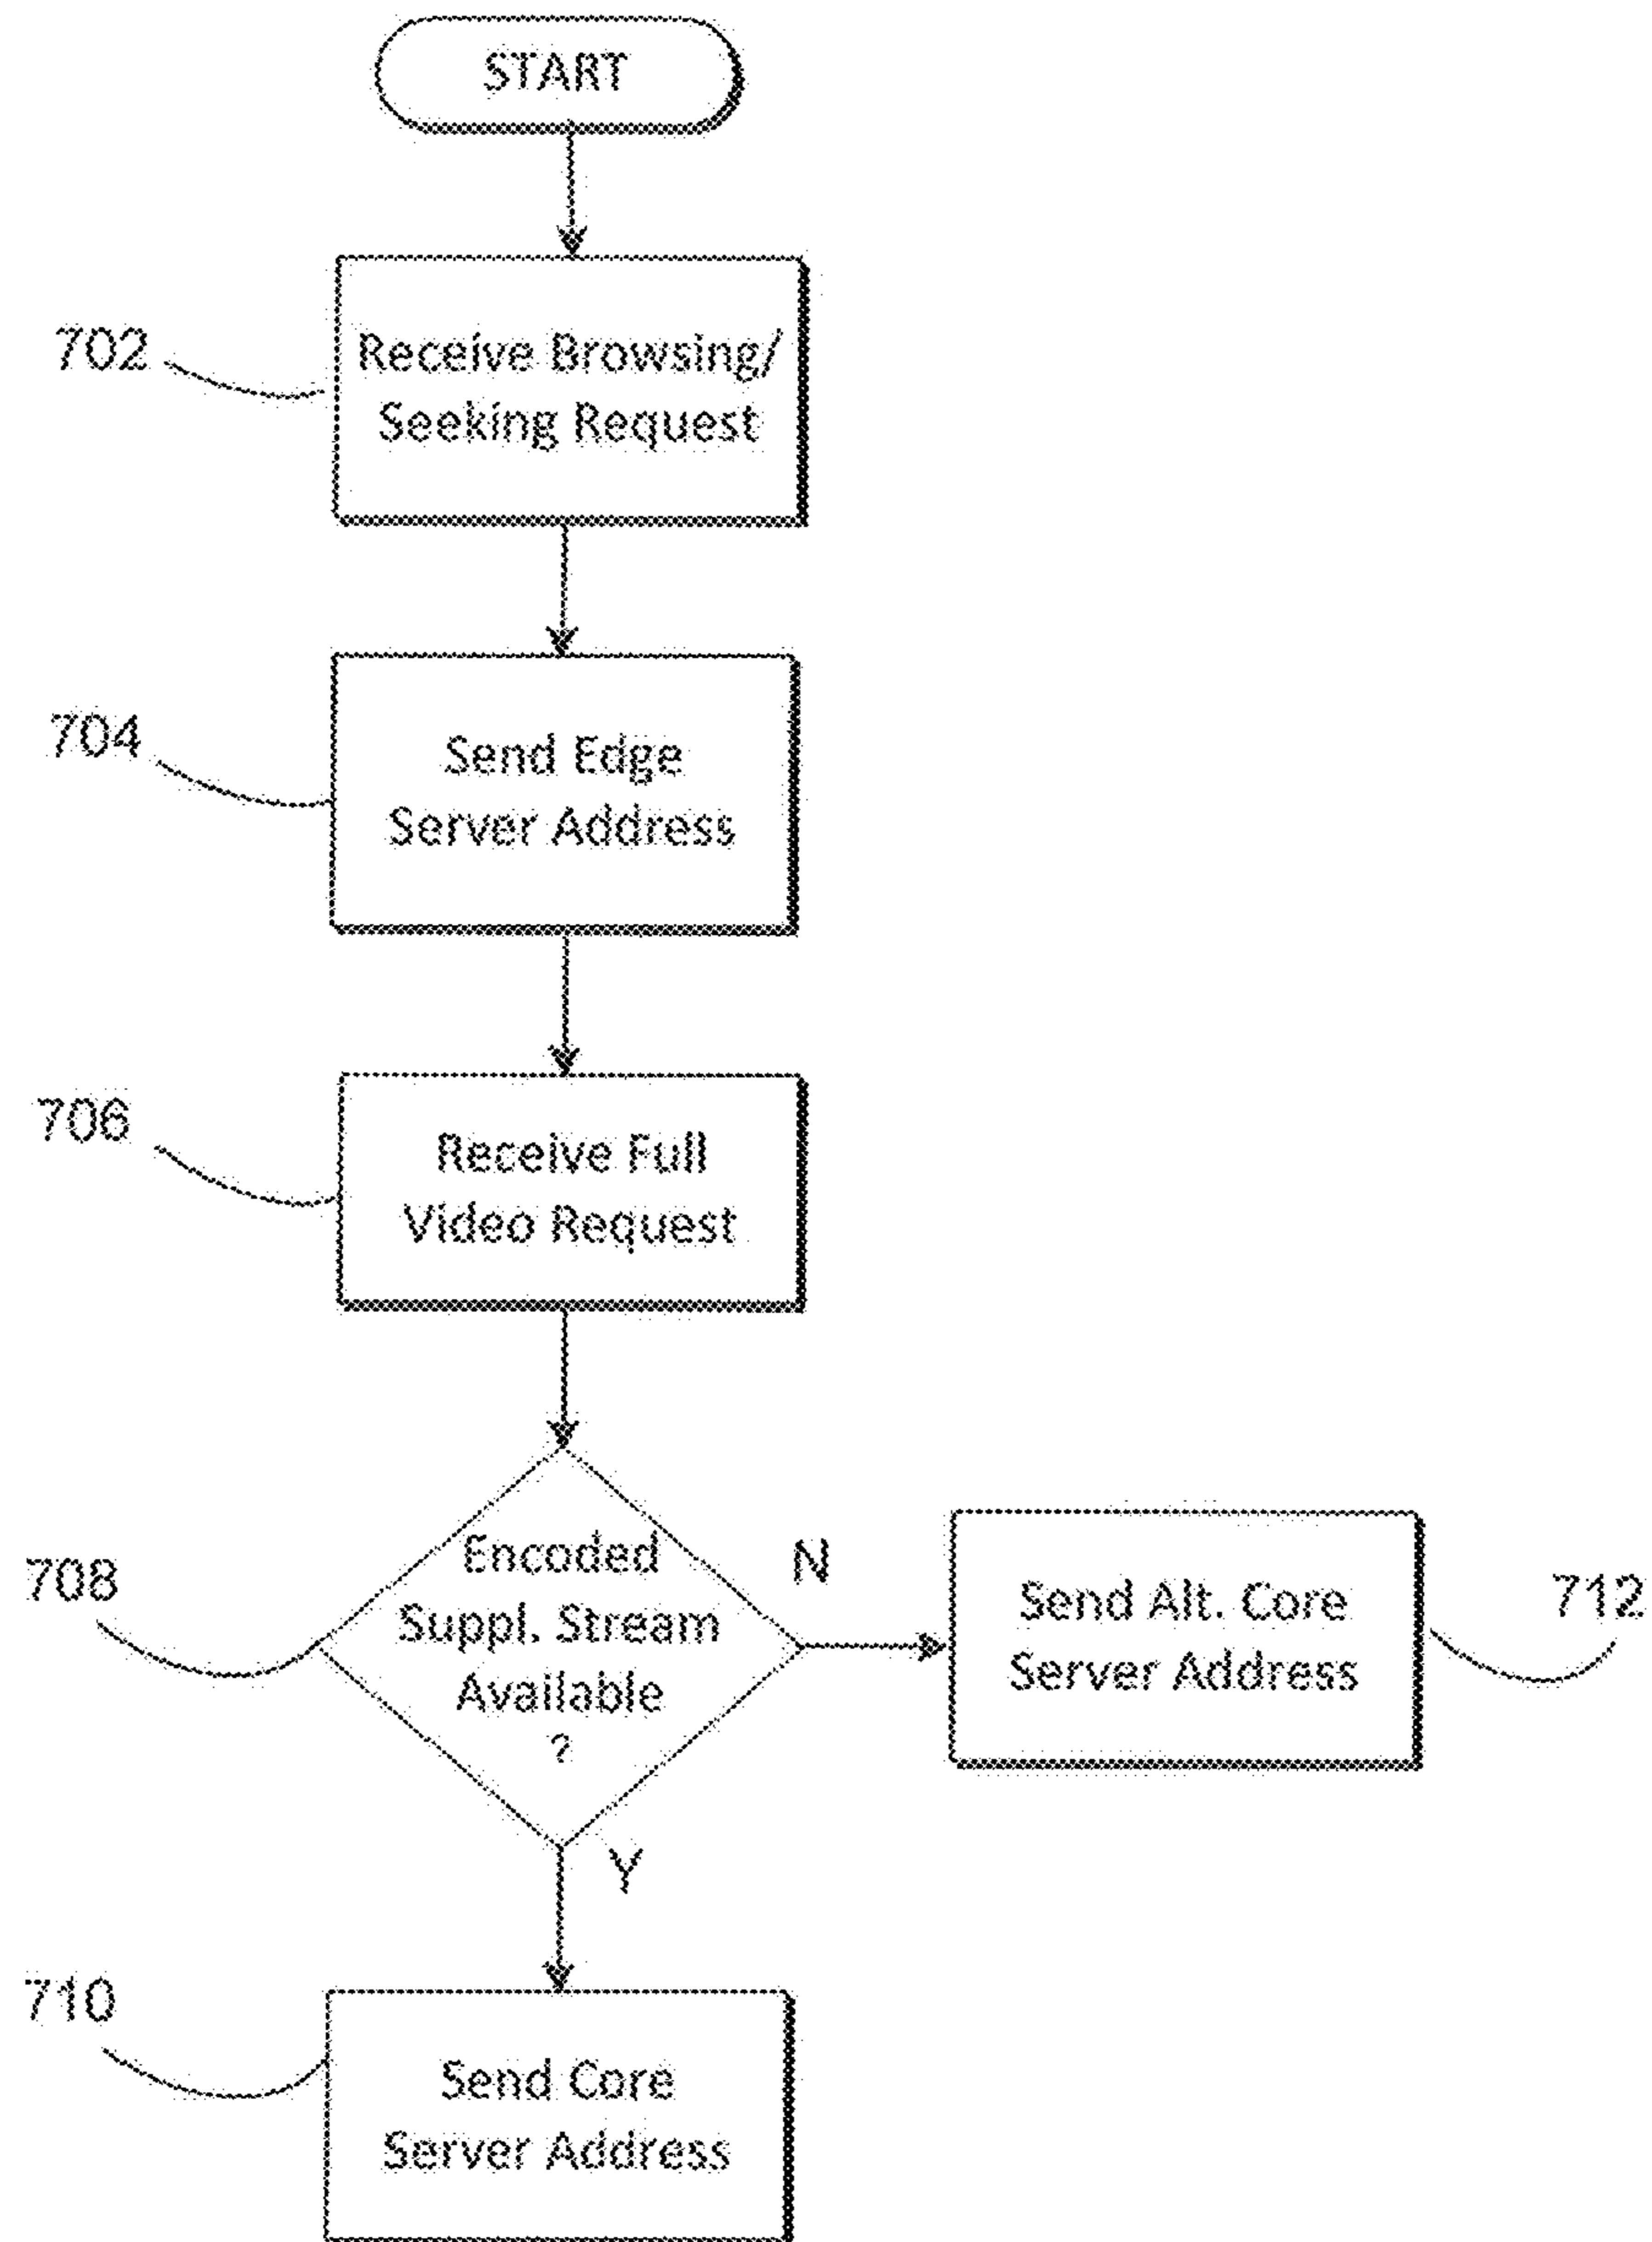 START
702
Receive Browsing/
Seeking Request
704
Send Edge
Server Address
706
Receive Full
Video Request
708
Encoded
Suppl. Stream
Available
?
N
Send Alt. Core
Server Address
712
Y
710
Send Core
Server Address